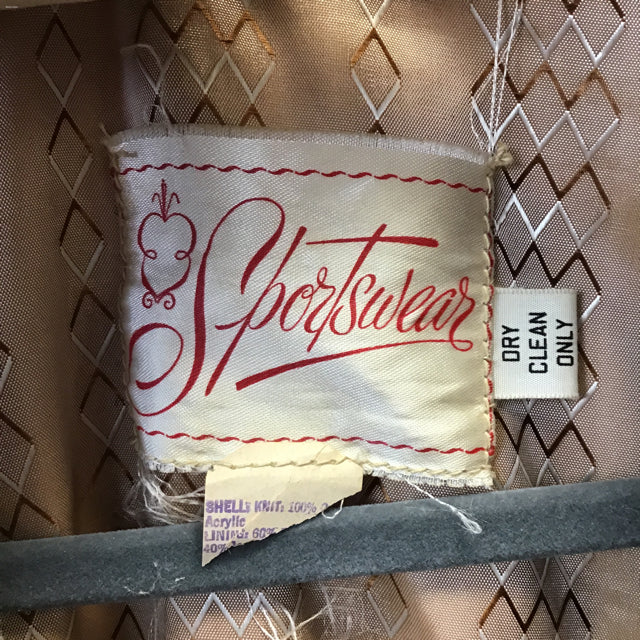 Sportswear
DRY
CLEAN
ONLY
SHELL: KNIT: 100%
Acrylic
LINING: 60%
40%